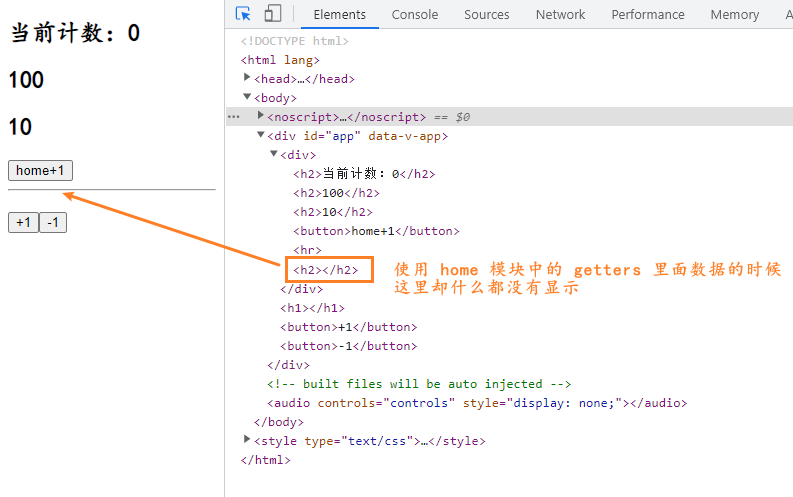 当前计数：0
100
10
home+1
+1 -1
Elements Console Sources Network Performance Memory
<!DOCTYPE html>
<html lang>
<head>…</head>
<body>
<noscript>…</noscript> == $0
<div id="app" data-v-app>
<div>
<h2>当前计数：0</h2>
<h2>100</h2>
<h2>10</h2>
<button>home+1</button>
<hr>
<h2></h2>
使用 home 模块中的 getters 里面数据的时候
这里却什么都没有显示
</div>
<h1></h1>
<button>+1</button>
<button>-1</button>
</div>
<!-- built files will be auto injected -->
<audio controls="controls" style="display: none;"></audio>
</body>
<style type="text/css">…</style>
</html>